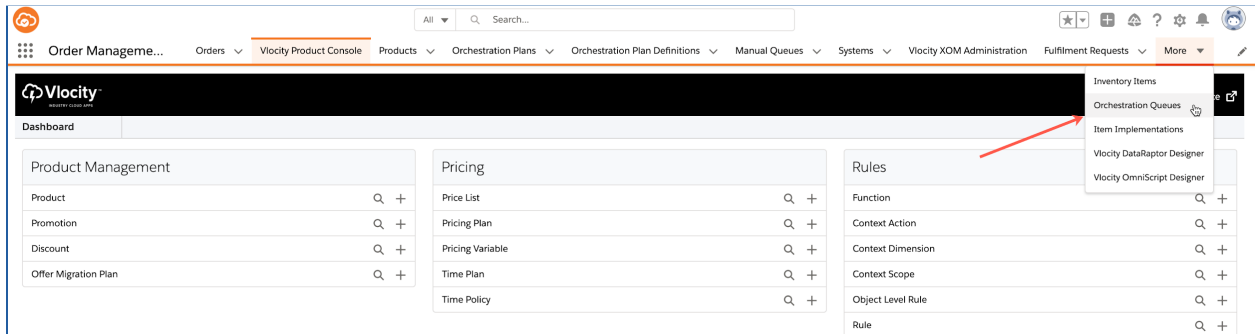 All
Search...
Order Manageme...
Orders
Vlocity Product Console
Products
Orchestration Plans
Orchestration Plan Definitions
Manual Queues
Systems
Vlocity XOM Administration
Fulfilment Requests
More
Inventory Items
Orchestration Queues
Item Implementations
Vlocity DataRaptor Designer
Vlocity OmniScript Designer
Vlocity
INDUSTRY CLOUD APPS
Dashboard
Product Management
Product
Promotion
Discount
Offer Migration Plan
Pricing
Price List
Pricing Plan
Pricing Variable
Time Plan
Time Policy
Rules
Function
Context Action
Context Dimension
Context Scope
Object Level Rule
Rule